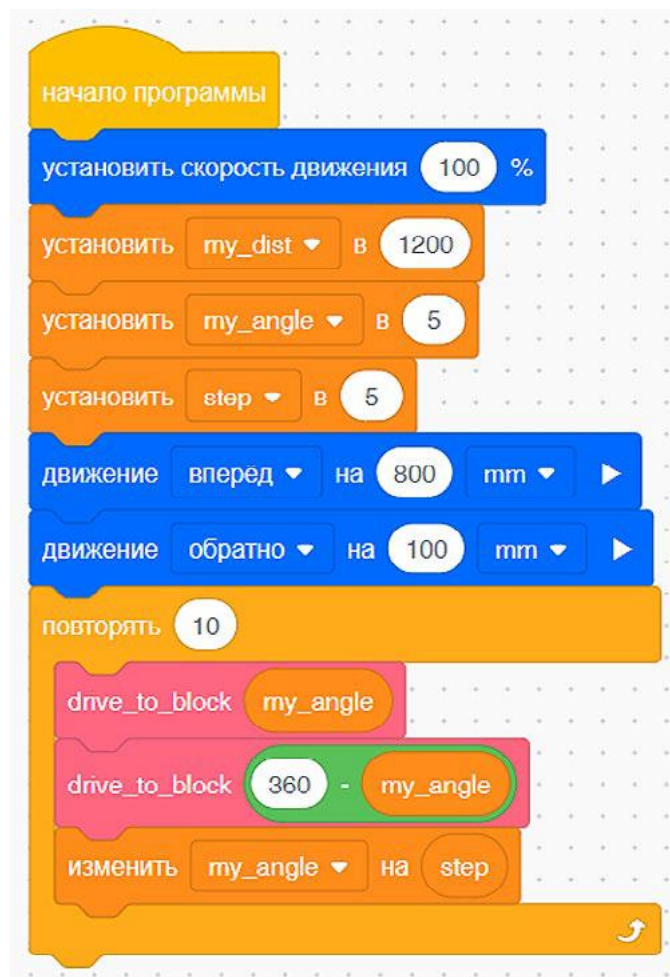 начало программы
установить скорость движения 100 %
установить my_dist в 1200
установить my_angle в 5
установить step в 5
движение вперёд на 800 mm
движение обратно на 100 mm
повторять 10
drive_to_block my_angle
drive_to_block 360 - my_angle
изменить my_angle на step